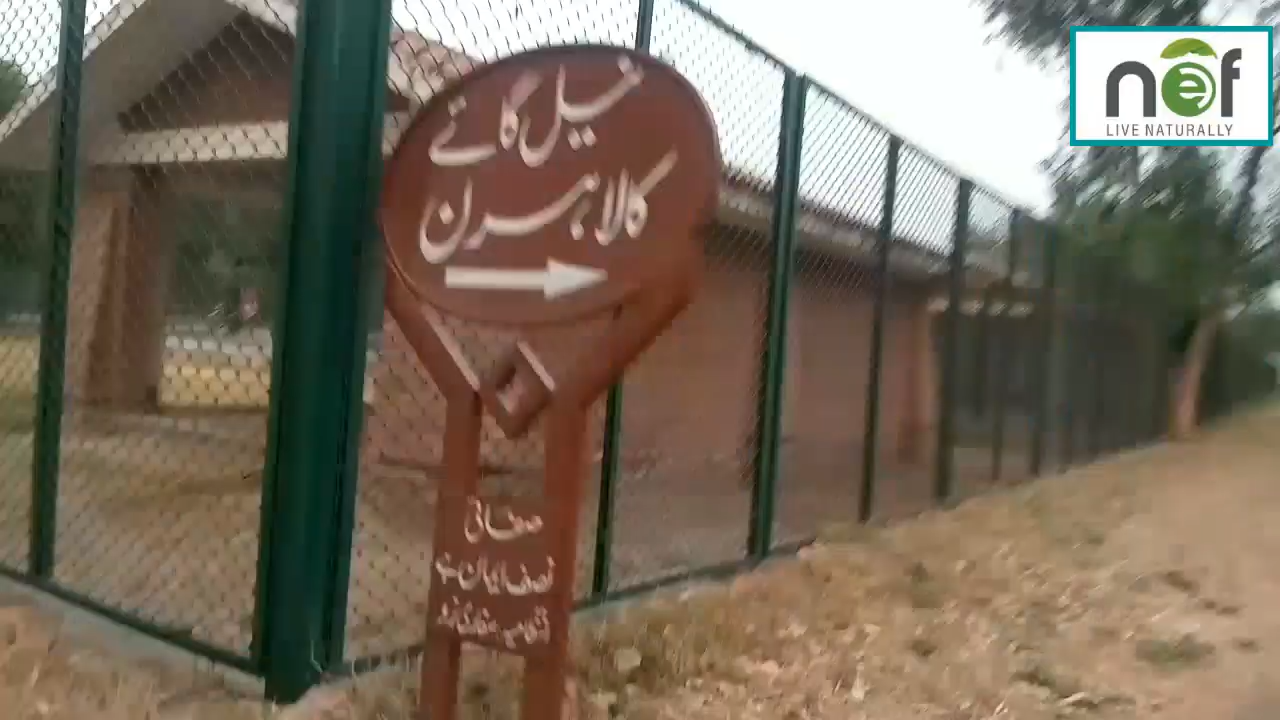 نیل گائے
کالا ہرن
صفائی
نصف ایمان ہے
nef
LIVE NATURALLY